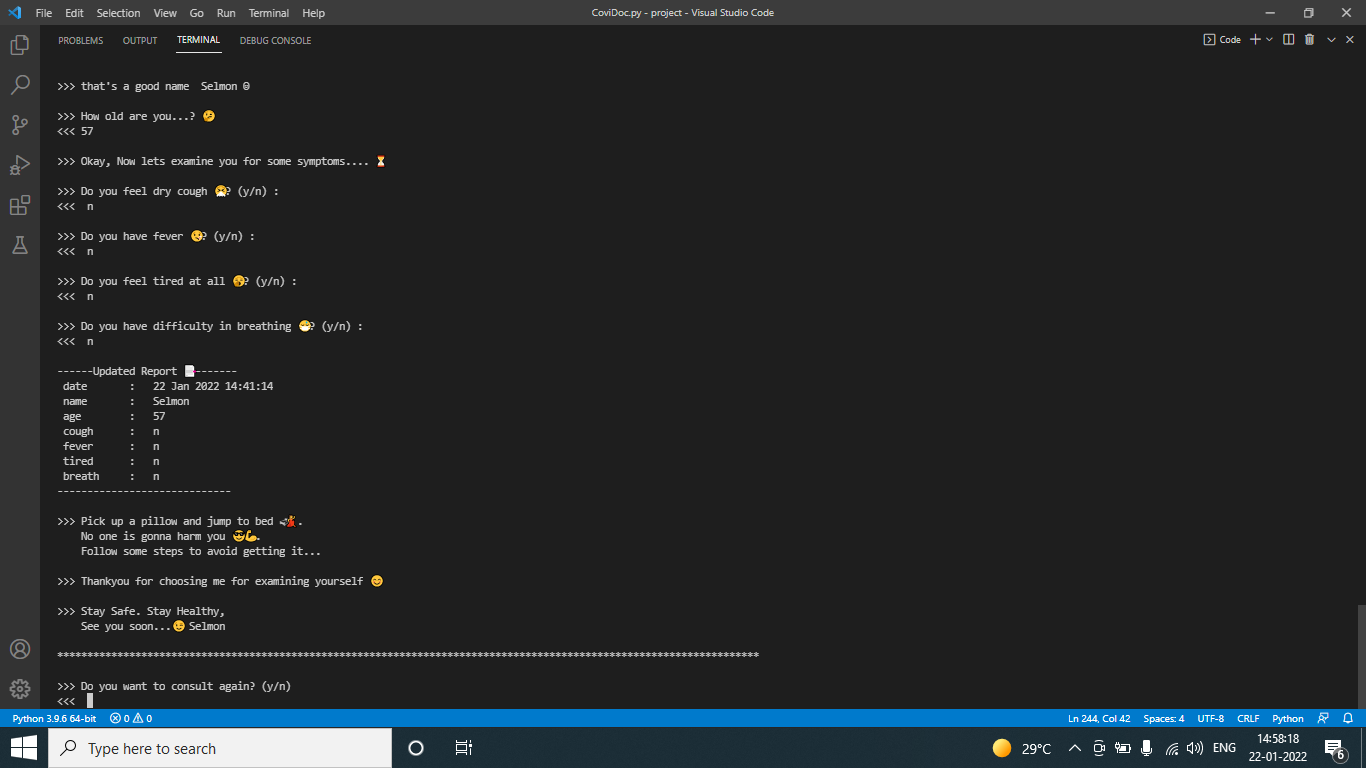 File Edit Selection View Go Run Terminal Help CoviDoc.py - project - Visual Studio Code
PROBLEMS OUTPUT TERMINAL DEBUG CONSOLE Code
>>> that's a good name  Selmon
>>> How old are you...? 🤔
<<< 57
>>> Okay, Now lets examine you for some symptoms.... ⏳
>>> Do you feel dry cough 😷? (y/n) :
<<<  n
>>> Do you have fever 🤒? (y/n) :
<<<  n
>>> Do you feel tired at all 🥱? (y/n) :
<<<  n
>>> Do you have difficulty in breathing 😷? (y/n) :
<<<  n
------Updated Report 📑-------
date : 22 Jan 2022 14:41:14
name : Selmon
age : 57
cough : n
fever : n
tired : n
breath : n
-----------------------------
>>> Pick up a pillow and jump to bed 💃.
No one is gonna harm you 😎💪.
Follow some steps to avoid getting it...
>>> Thankyou for choosing me for examining yourself 😊
>>> Stay Safe. Stay Healthy,
See you soon...😉 Selmon
*********************************************************************************************************************
>>> Do you want to consult again? (y/n)
<<<
Python 3.9.6 64-bit 0 0 Ln 244, Col 42 Spaces: 4 UTF-8 CRLF Python
Type here to search 29°C ENG 14:58:18
22-01-2022 6